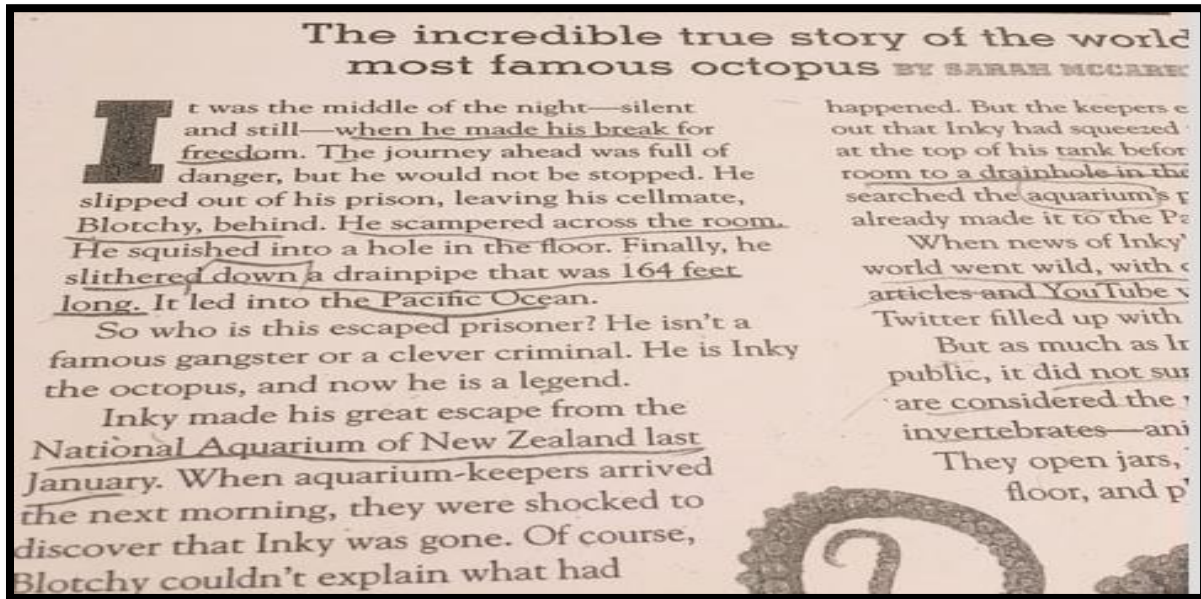 The incredible true story of the world
most famous octopus BY SARAH
It was the middle of the night—silent
and still—when he made his break for
freedom. The journey ahead was full of
danger, but he would not be stopped. He
slipped out of his prison, leaving his cellmate,
Blotchy, behind. He scampered across the room.
He squished into a hole in the floor. Finally, he
slithered down a drainpipe that was 164 feet
long. It led into the Pacific Ocean.
So who is this escaped prisoner? He isn't a
famous gangster or a clever criminal. He is Inky
the octopus, and now he is a legend.
Inky made his great escape from the
National Aquarium of New Zealand last
January. When aquarium-keepers arrived
the next morning, they were shocked to
discover that Inky was gone. Of course,
Blotchy couldn't explain what had
happened. But the keepers
out that Inky had squeezed
at the top of his tank befor
room to a drainhole in the
searched the aquarium's
already made it to the Pa
When news of Inky'
world went wild, with
articles and YouTube
Twitter filled up with
But as much as
public, it did not sur
are considered the
invertebrates—ani
They open jars,
floor, and